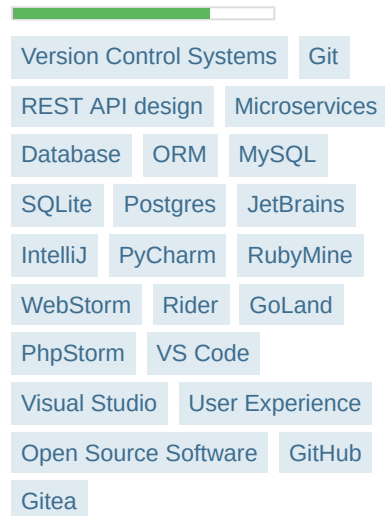 Version Control Systems Git
REST API design Microservices
Database ORM MySQL
SQLite Postgres JetBrains
IntelliJ PyCharm RubyMine
WebStorm Rider GoLand
PhpStorm VS Code
Visual Studio User Experience
Open Source Software GitHub
Gitea